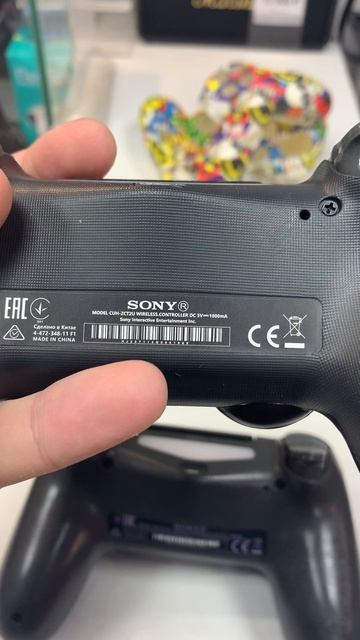 SONY®
MODEL CUH-ZCT2U WIRELESS CONTROLLER DC 5V⎓1000mA
Sony Interactive Entertainment Inc.
EAC
Сделано в Китае
4-472-348-11 F1
MADE IN CHINA
CE